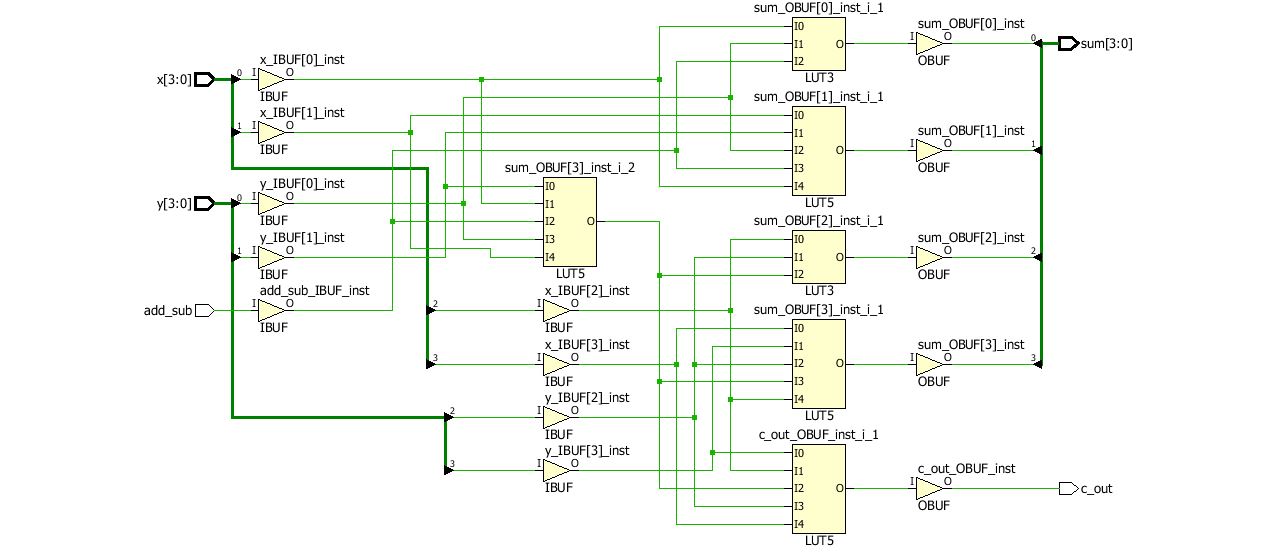 sum_OBUF[0]_inst_i_1
I0
I1
I2
O
LUT3
sum_OBUF[0]_inst
I
O
OBUF
0
sum[3:0]
x[3:0]
0
x_IBUF[0]_inst
I
O
IBUF
1
x_IBUF[1]_inst
I
O
IBUF
sum_OBUF[1]_inst_i_1
I0
I1
I2
I3
I4
O
LUT5
sum_OBUF[1]_inst
I
O
OBUF
1
y[3:0]
0
y_IBUF[0]_inst
I
O
IBUF
1
y_IBUF[1]_inst
I
O
IBUF
sum_OBUF[3]_inst_i_2
I0
I1
I2
I3
I4
O
LUT5
sum_OBUF[2]_inst_i_1
I0
I1
I2
O
LUT3
sum_OBUF[2]_inst
I
O
OBUF
2
add_sub
add_sub_IBUF_inst
I
O
IBUF
2
x_IBUF[2]_inst
I
O
IBUF
3
x_IBUF[3]_inst
I
O
IBUF
sum_OBUF[3]_inst_i_1
I0
I1
I2
I3
I4
O
LUT5
sum_OBUF[3]_inst
I
O
OBUF
3
2
y_IBUF[2]_inst
I
O
IBUF
3
y_IBUF[3]_inst
I
O
IBUF
c_out_OBUF_inst_i_1
I0
I1
I2
I3
I4
O
LUT5
c_out_OBUF_inst
I
O
OBUF
c_out